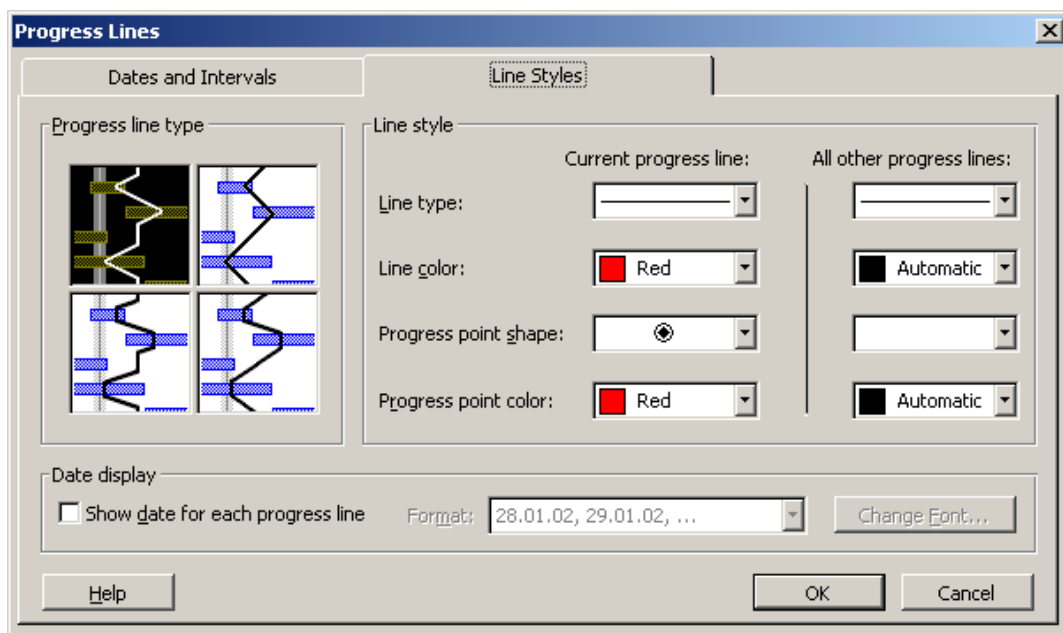 Progress Lines
Dates and Intervals
Line Styles
Progress line type
Line style
Current progress line:
All other progress lines:
Line type:
Line color:
Red
Automatic
Progress point shape:
Progress point color:
Red
Automatic
Date display
Show date for each progress line
Format:
28.01.02, 29.01.02, ...
Change Font...
Help
OK
Cancel